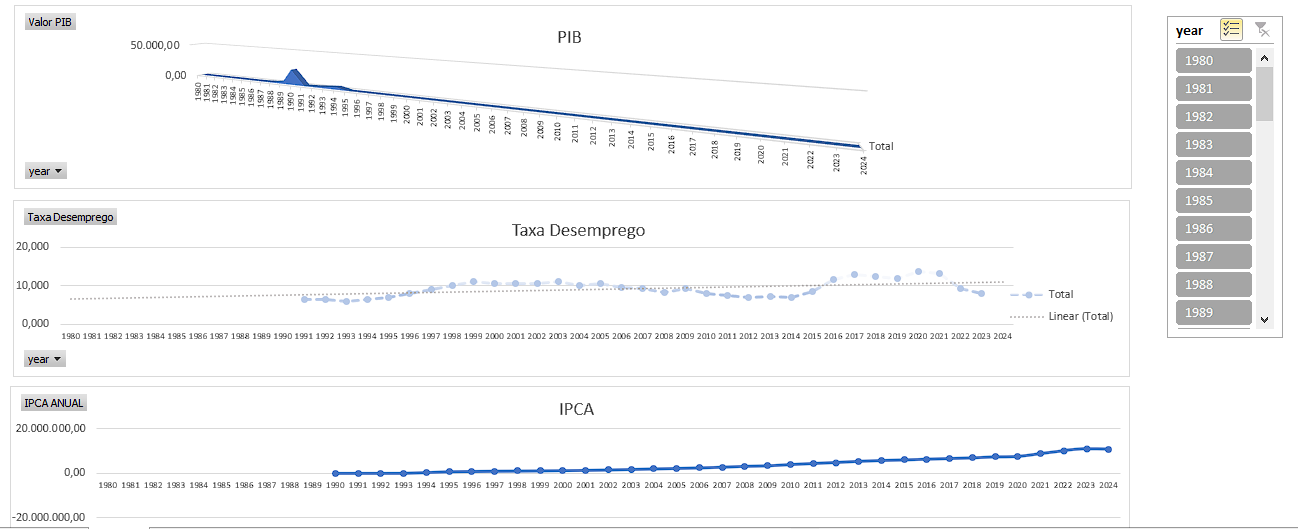 Valor PIB
PIB
50.000,00
0,00
1980 1981 1982 1983 1984 1985 1986 1987 1988 1989 1990 1991 1992 1993 1994 1995 1996 1997 1998 1999 2000 2001 2002 2003 2004 2005 2006 2007 2008 2009 2010 2011 2012 2013 2014 2015 2016 2017 2018 2019 2020 2021 2022 2023 2024
Total
year
Taxa Desemprego
Taxa Desemprego
20,000
10,000
0,000
1980 1981 1982 1983 1984 1985 1986 1987 1988 1989 1990 1991 1992 1993 1994 1995 1996 1997 1998 1999 2000 2001 2002 2003 2004 2005 2006 2007 2008 2009 2010 2011 2012 2013 2014 2015 2016 2017 2018 2019 2020 2021 2022 2023 2024
Total
Linear (Total)
year
IPCA ANUAL
IPCA
20.000.000,00
0,00
1980 1981 1982 1983 1984 1985 1986 1987 1988 1989 1990 1991 1992 1993 1994 1995 1996 1997 1998 1999 2000 2001 2002 2003 2004 2005 2006 2007 2008 2009 2010 2011 2012 2013 2014 2015 2016 2017 2018 2019 2020 2021 2022 2023 2024
-20.000.000,00
year
1980
1981
1982
1983
1984
1985
1986
1987
1988
1989